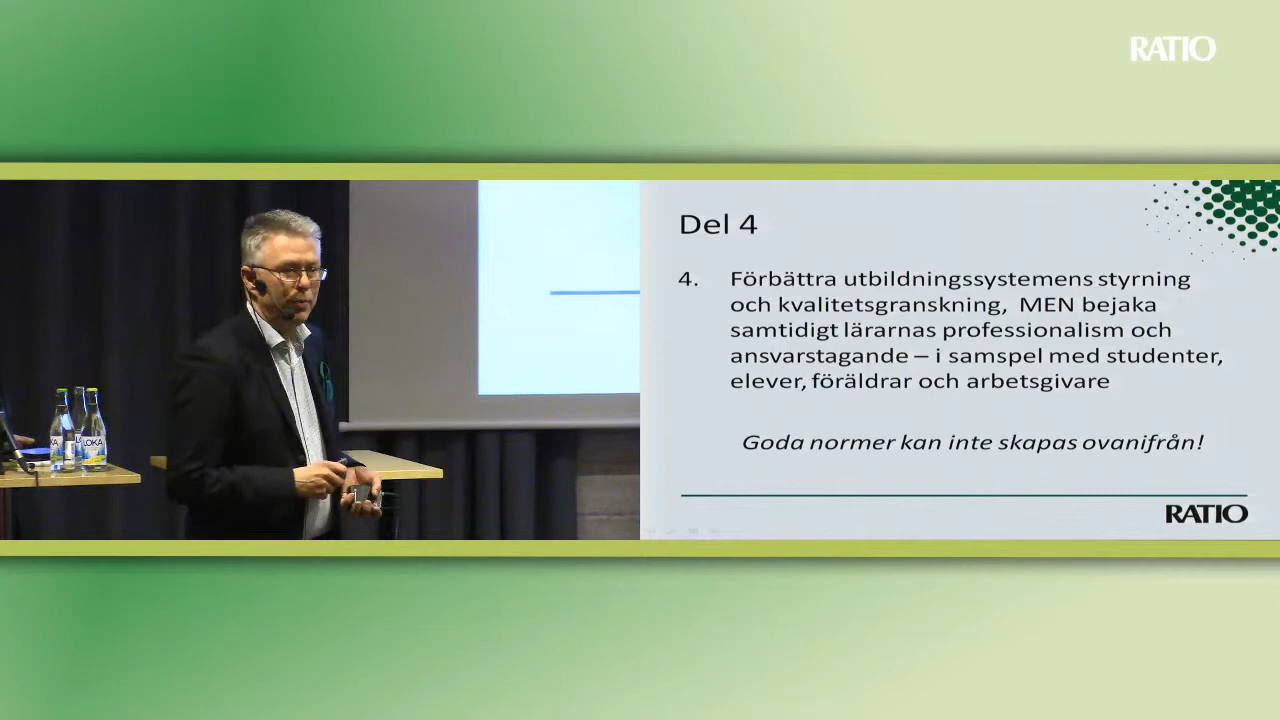 RATIO
Del 4
4. Förbättra utbildningssystemens styrning
och kvalitetsgranskning, MEN bejaka
samtidigt lärarnas professionalism och
ansvarstagande – i samspel med studenter,
elever, föräldrar och arbetsgivare
Goda normer kan inte skapas ovanifrån!
RATIO
LOKA